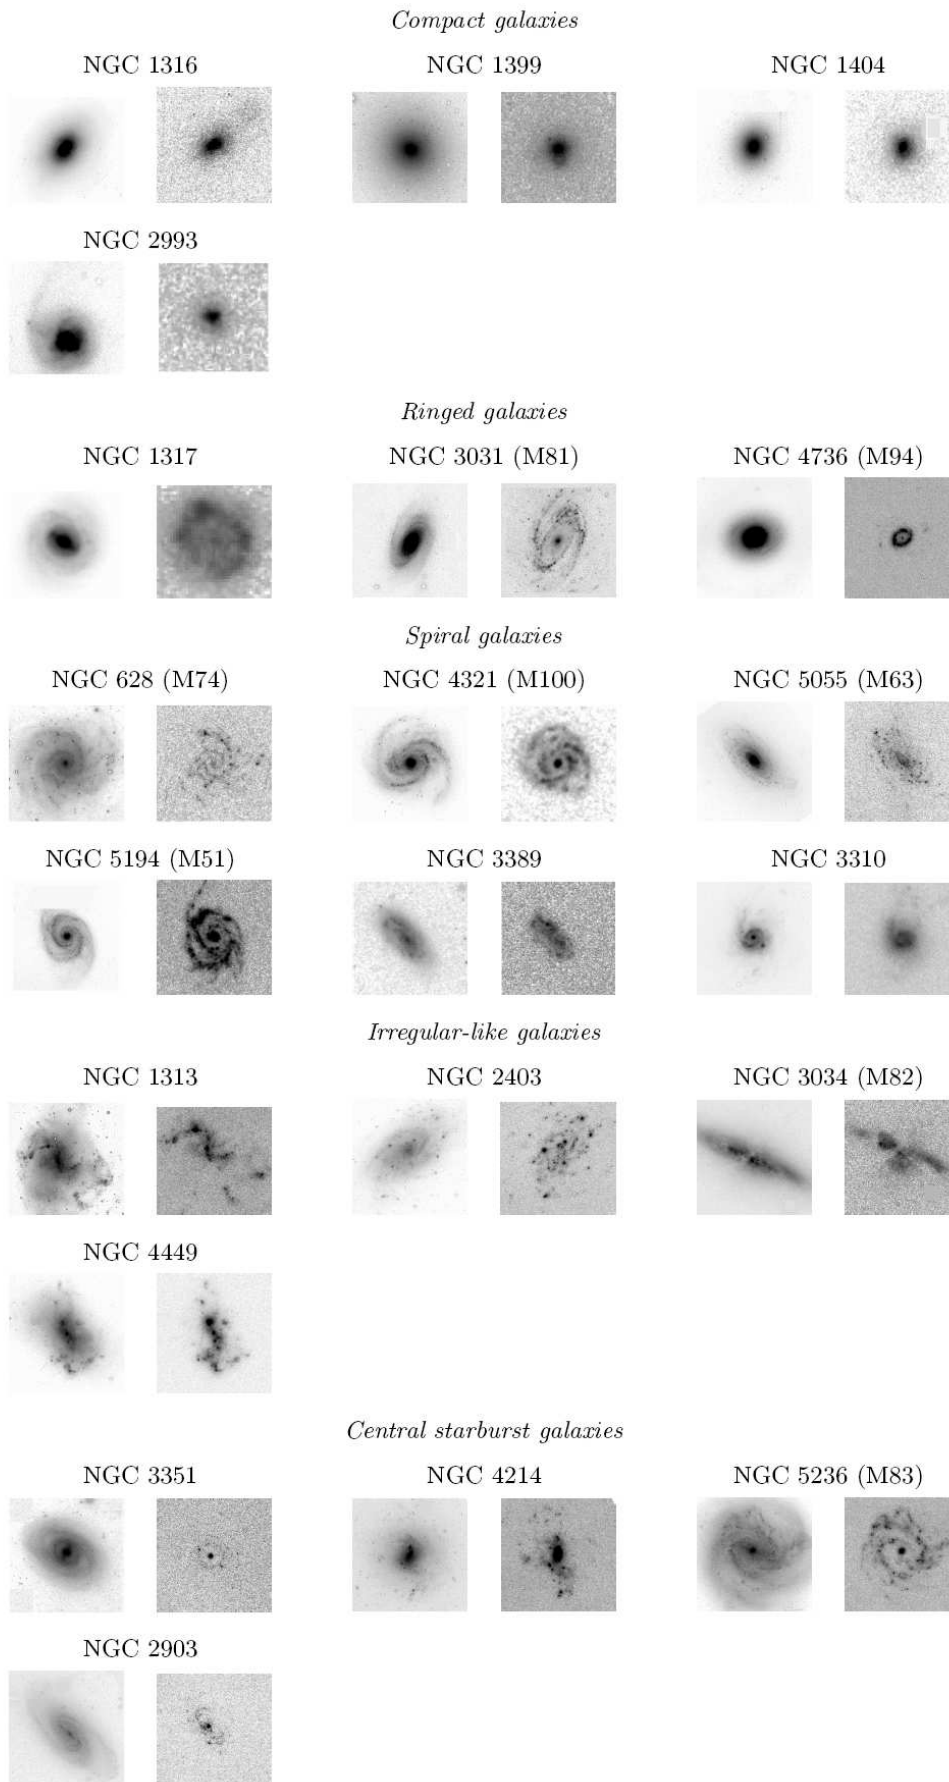 Compact galaxies
NGC 1316 NGC 1399 NGC 1404
NGC 2993
Ringed galaxies
NGC 1317 NGC 3031 (M81) NGC 4736 (M94)
Spiral galaxies
NGC 628 (M74) NGC 4321 (M100) NGC 5055 (M63)
NGC 5194 (M51) NGC 3389 NGC 3310
Irregular-like galaxies
NGC 1313 NGC 2403 NGC 3034 (M82)
NGC 4449
Central starburst galaxies
NGC 3351 NGC 4214 NGC 5236 (M83)
NGC 2903